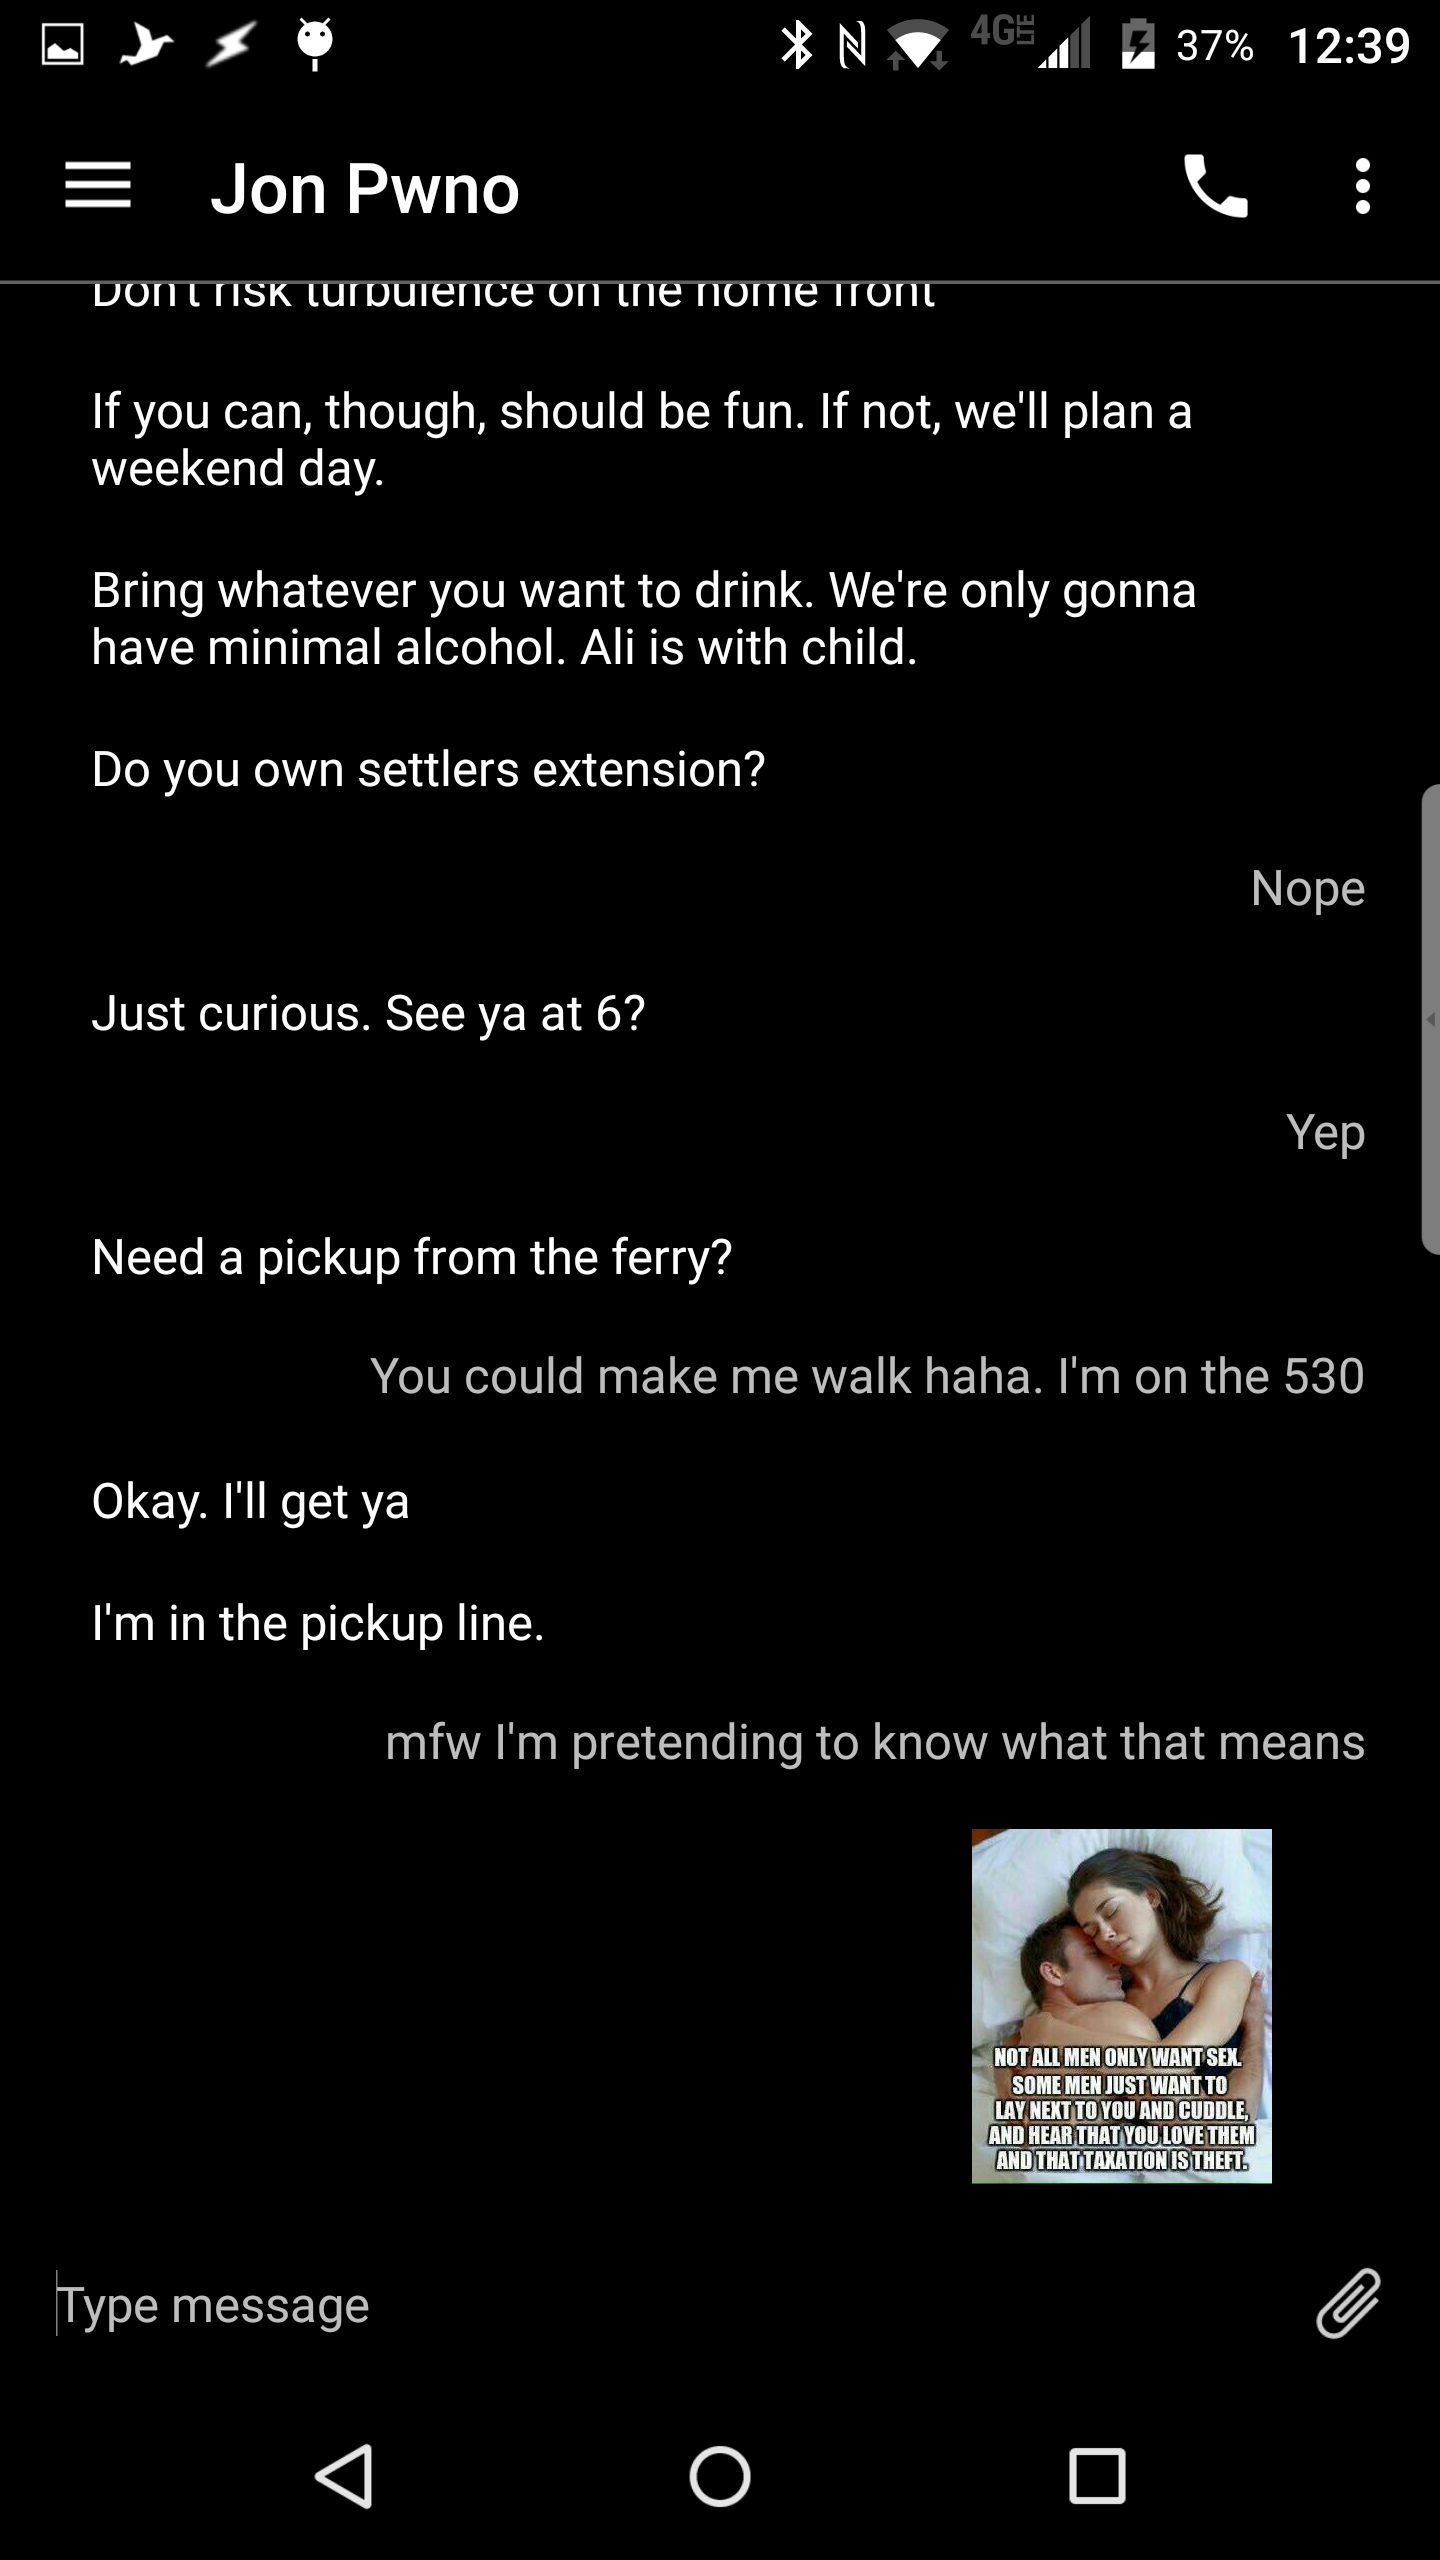 4G LTE 37% 12:39
Jon Pwno
Don't risk turbulence on the home front
If you can, though, should be fun. If not, we'll plan a
weekend day.
Bring whatever you want to drink. We're only gonna
have minimal alcohol. Ali is with child.
Do you own settlers extension?
Nope
Just curious. See ya at 6?
Yep
Need a pickup from the ferry?
You could make me walk haha. I'm on the 530
Okay. I'll get ya
I'm in the pickup line.
mfw I'm pretending to know what that means
NOT ALL MEN ONLY WANT SEX.
SOME MEN JUST WANT TO
LAY NEXT TO YOU AND CUDDLE,
AND HEAR THAT YOU LOVE THEM
AND THAT TAXATION IS THEFT.
Type message